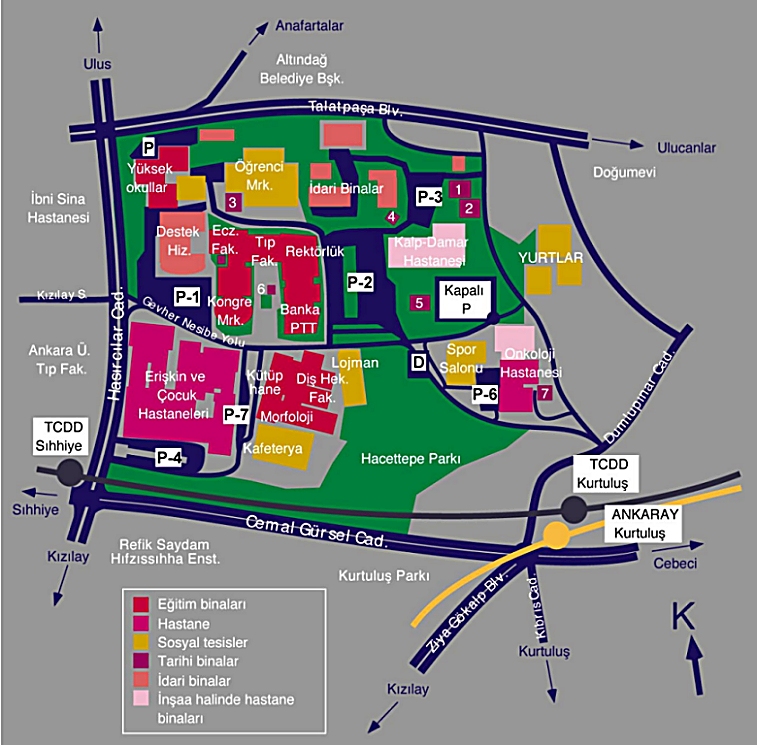 Anafartalar
Ulus
Altındağ
Belediye Bşk.
Talatpaşa Blv.
Ulucanlar
Doğumevi
P
Yüksek
okullar
Öğrenci
Mrk.
İdari Binalar
P-3
1
2
3
4
İbni Sina
Hastanesi
Destek
Hiz.
Ecz.
Fak.
Tıp
Fak.
Rektörlük
Kalp-Damar
Hastanesi
YURTLAR
P-2
Kapalı
P
P-1
6
5
Kongre
Mrk.
Banka
PTT
Kızılay S.
Hasırcılar Cad.
Gevher Nesibe Yolu
Ankara Ü.
Tıp Fak.
Erişkin ve
Çocuk
Hastaneleri
Kütüp
hane
Diş Hek.
Fak.
Lojman
D
Spor
Salonu
Onkoloji
Hastanesi
P-6
7
Dumlupınar Cad.
P-7
Morfoloji
Kafeterya
P-4
Hacettepe Parkı
TCDD
Sıhhiye
TCDD
Kurtuluş
ANKARAY
Kurtuluş
Sıhhiye
Cemal Gürsel Cad.
Cebeci
Kızılay
Refik Saydam
Hıfzıssıhha Enst.
Kurtuluş Parkı
Ziya Gökalp Blv.
Kıbrıs Cad.
Kurtuluş
Kızılay
K
Eğitim binaları
Hastane
Sosyal tesisler
Tarihi binalar
İdari binalar
İnşaa halinde hastane
binaları